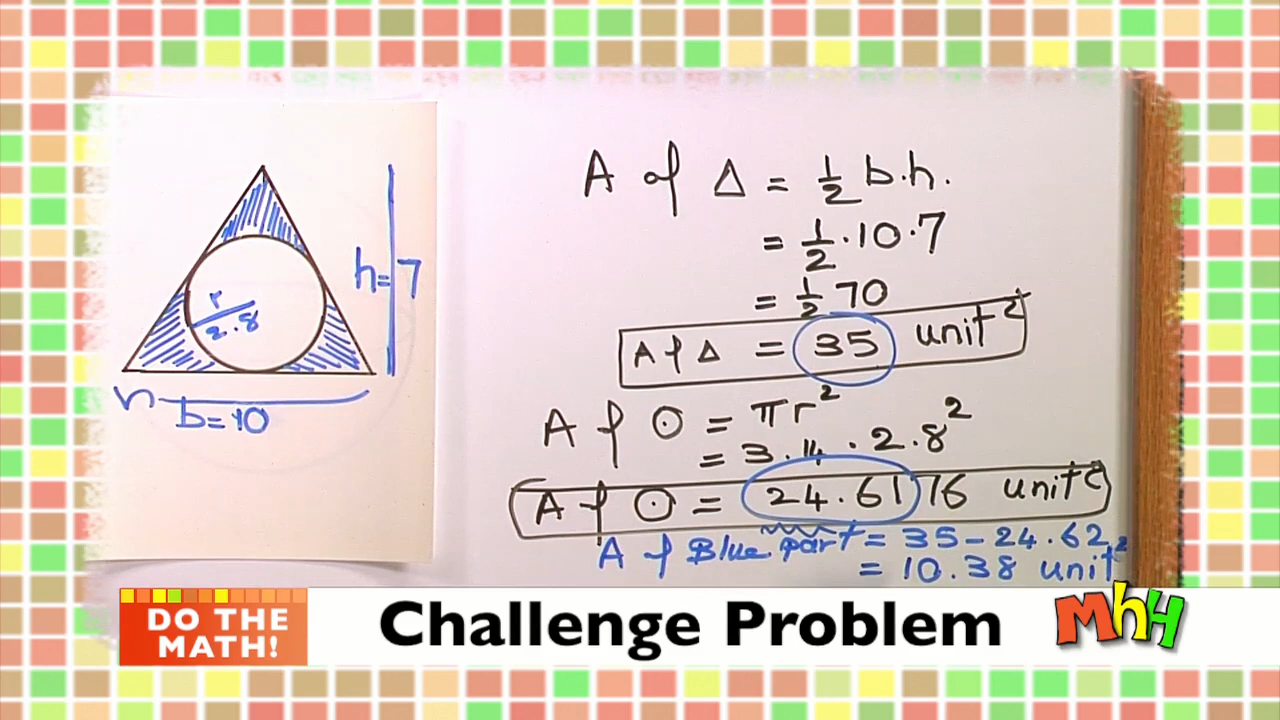 r
2.8
h=7
b=10
A of Δ = 1/2 b.h.
= 1/2 ·10·7
= 1/2 70
A of Δ = 35 unit²
A of ⊙ = πr²
= 3.14 · 2.8²
A of ⊙ = 24.6176 unit²
A of Blue part = 35-24.62
= 10.38 unit²
DO THE
MATH!
Challenge Problem
Mh4